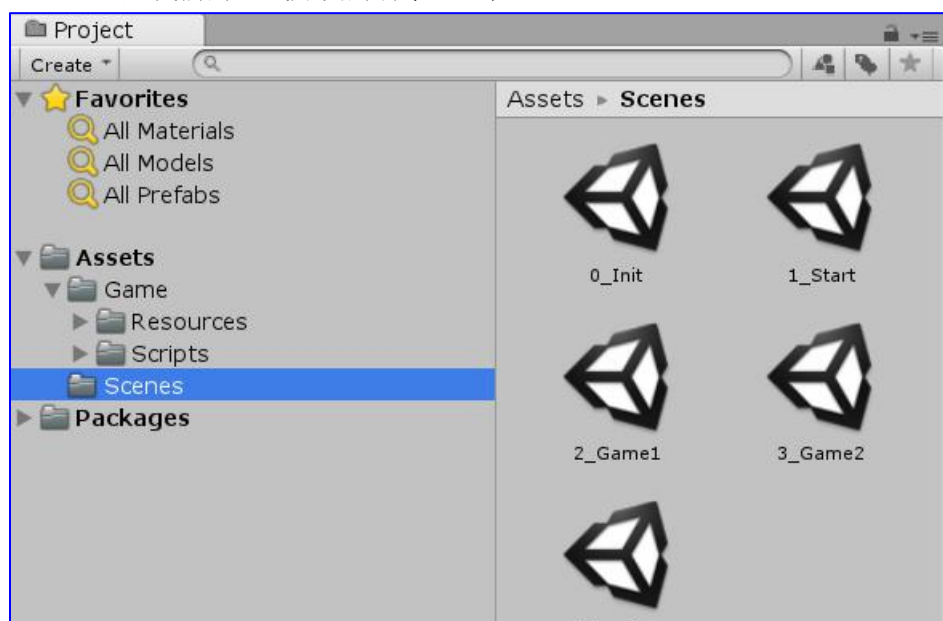 Project
Create
Favorites
All Materials
All Models
All Prefabs
Assets
Game
Resources
Scripts
Scenes
Packages
Assets ▸ Scenes
0_Init
1_Start
2_Game1
3_Game2